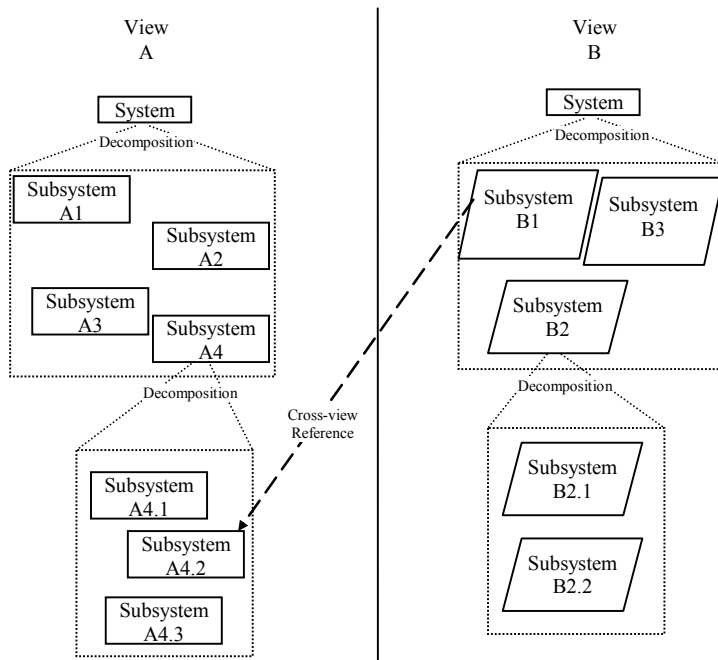 View
A
System
Decomposition
Subsystem
A1
Subsystem
A2
Subsystem
A3
Subsystem
A4
Decomposition
Subsystem
A4.1
Subsystem
A4.2
Subsystem
A4.3
Cross-view
Reference
View
B
System
Decomposition
Subsystem
B1
Subsystem
B3
Subsystem
B2
Decomposition
Subsystem
B2.1
Subsystem
B2.2